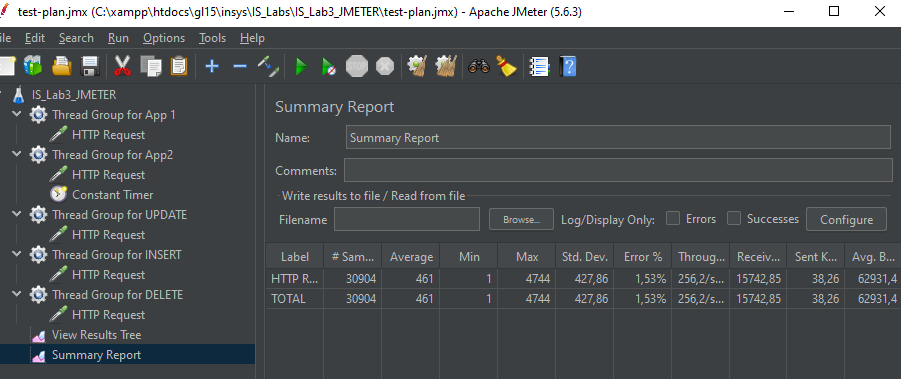 test-plan.jmx (C:\xampp\htdocs\gl15\insys\IS_Labs\IS_Lab3_JMETER\test-plan.jmx) - Apache JMeter (5.6.3)
ile Edit Search Run Options Tools Help
STOP
IS_Lab3_JMETER
Thread Group for App 1
HTTP Request
Thread Group for App2
HTTP Request
Constant Timer
Thread Group for UPDATE
HTTP Request
Thread Group for INSERT
HTTP Request
Thread Group for DELETE
HTTP Request
View Results Tree
Summary Report
Summary Report
Name: Summary Report
Comments:
Write results to file / Read from file
Filename Browse... Log/Display Only: Errors Successes Configure
Label # Sam... Average Min Max Std. Dev. Error % Throug... Receiv... Sent K... Avg. B...
HTTP R... 30904 461 1 4744 427,86 1,53% 256,2/s... 15742,85 38,26 62931,4
TOTAL 30904 461 1 4744 427,86 1,53% 256,2/s... 15742,85 38,26 62931,4